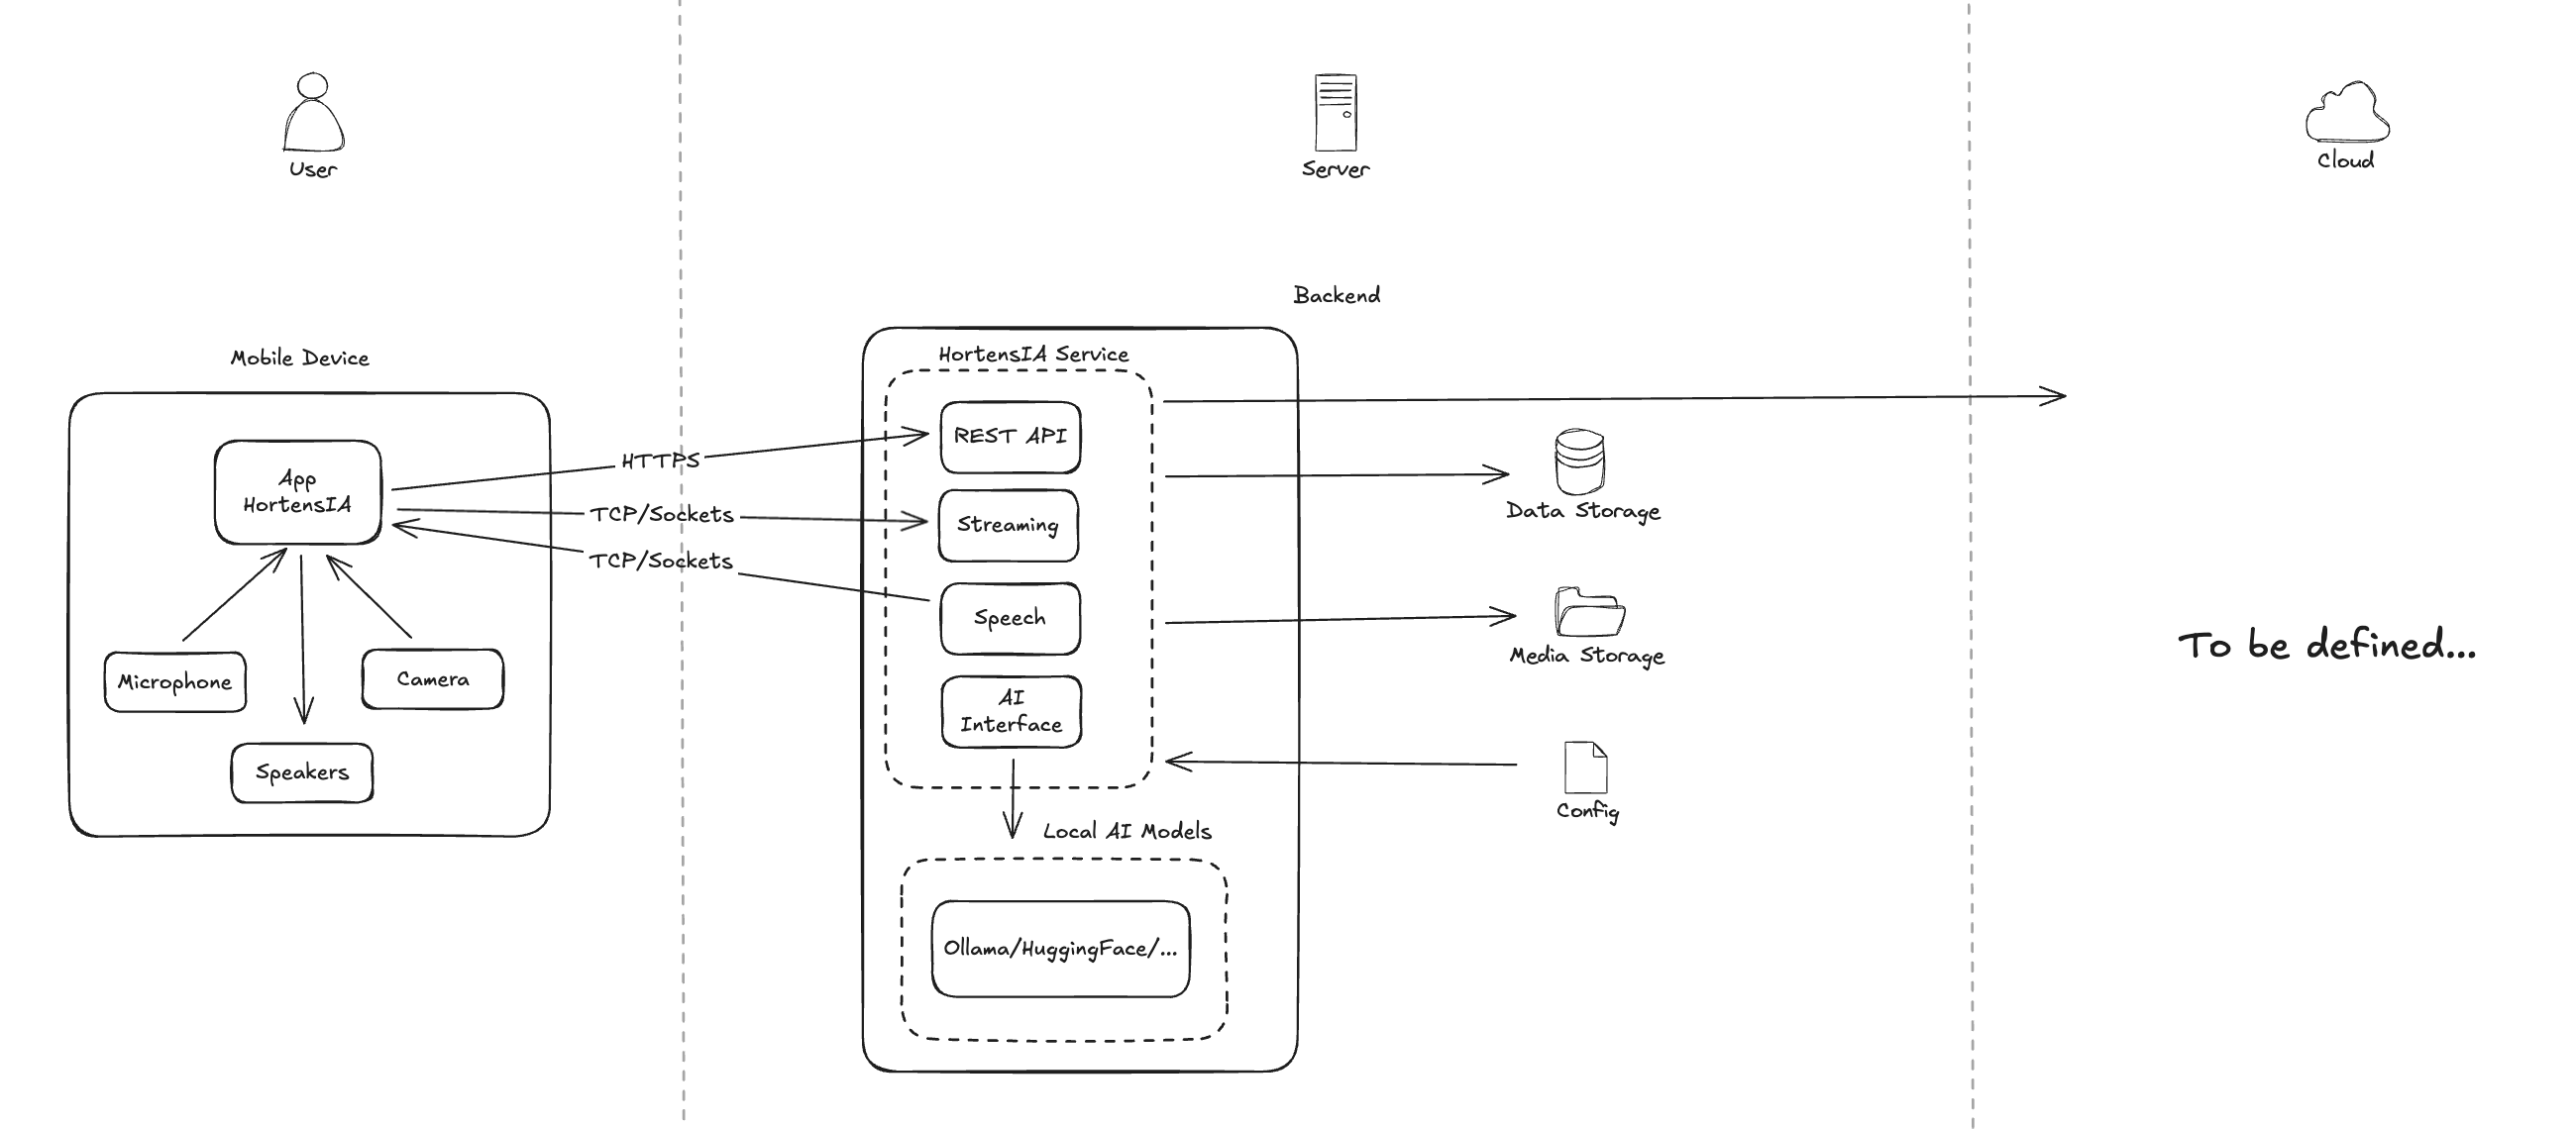 User
Server
Cloud
Backend
Mobile Device
HortensIA Service
App
HortensIA
HTTPS
REST API
TCP/Sockets
Streaming
TCP/Sockets
Speech
Data Storage
Media Storage
To be defined...
Microphone
Camera
AI
Interface
Speakers
Config
Local AI Models
Ollama/HuggingFace/...